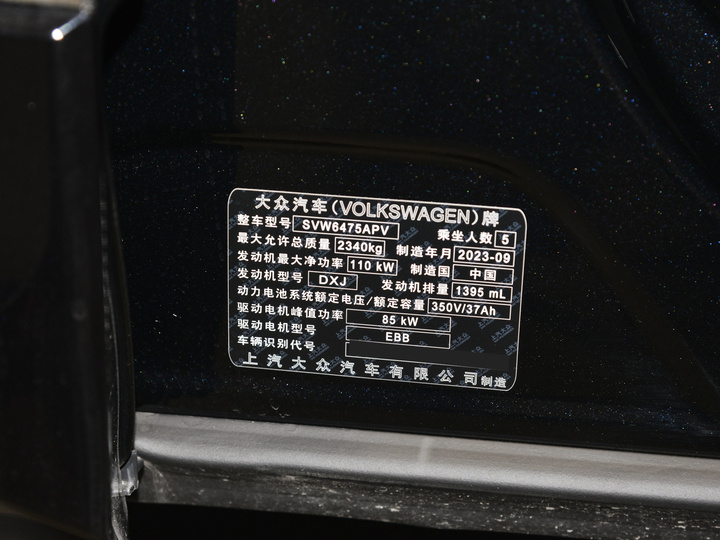 大众汽车(VOLKSWAGEN)牌
整车型号 SVW6475APV 乘坐人数 5
最大允许总质量 2340kg 制造年月 2023-09
发动机最大净功率 110 kW 制造国 中国
发动机型号 DXJ 发动机排量 1395 mL
动力电池系统额定电压/额定容量 350V/37Ah
驱动电机峰值功率 85 kW
驱动电机型号 EBB
车辆识别代号
上汽大众汽车有限公司制造